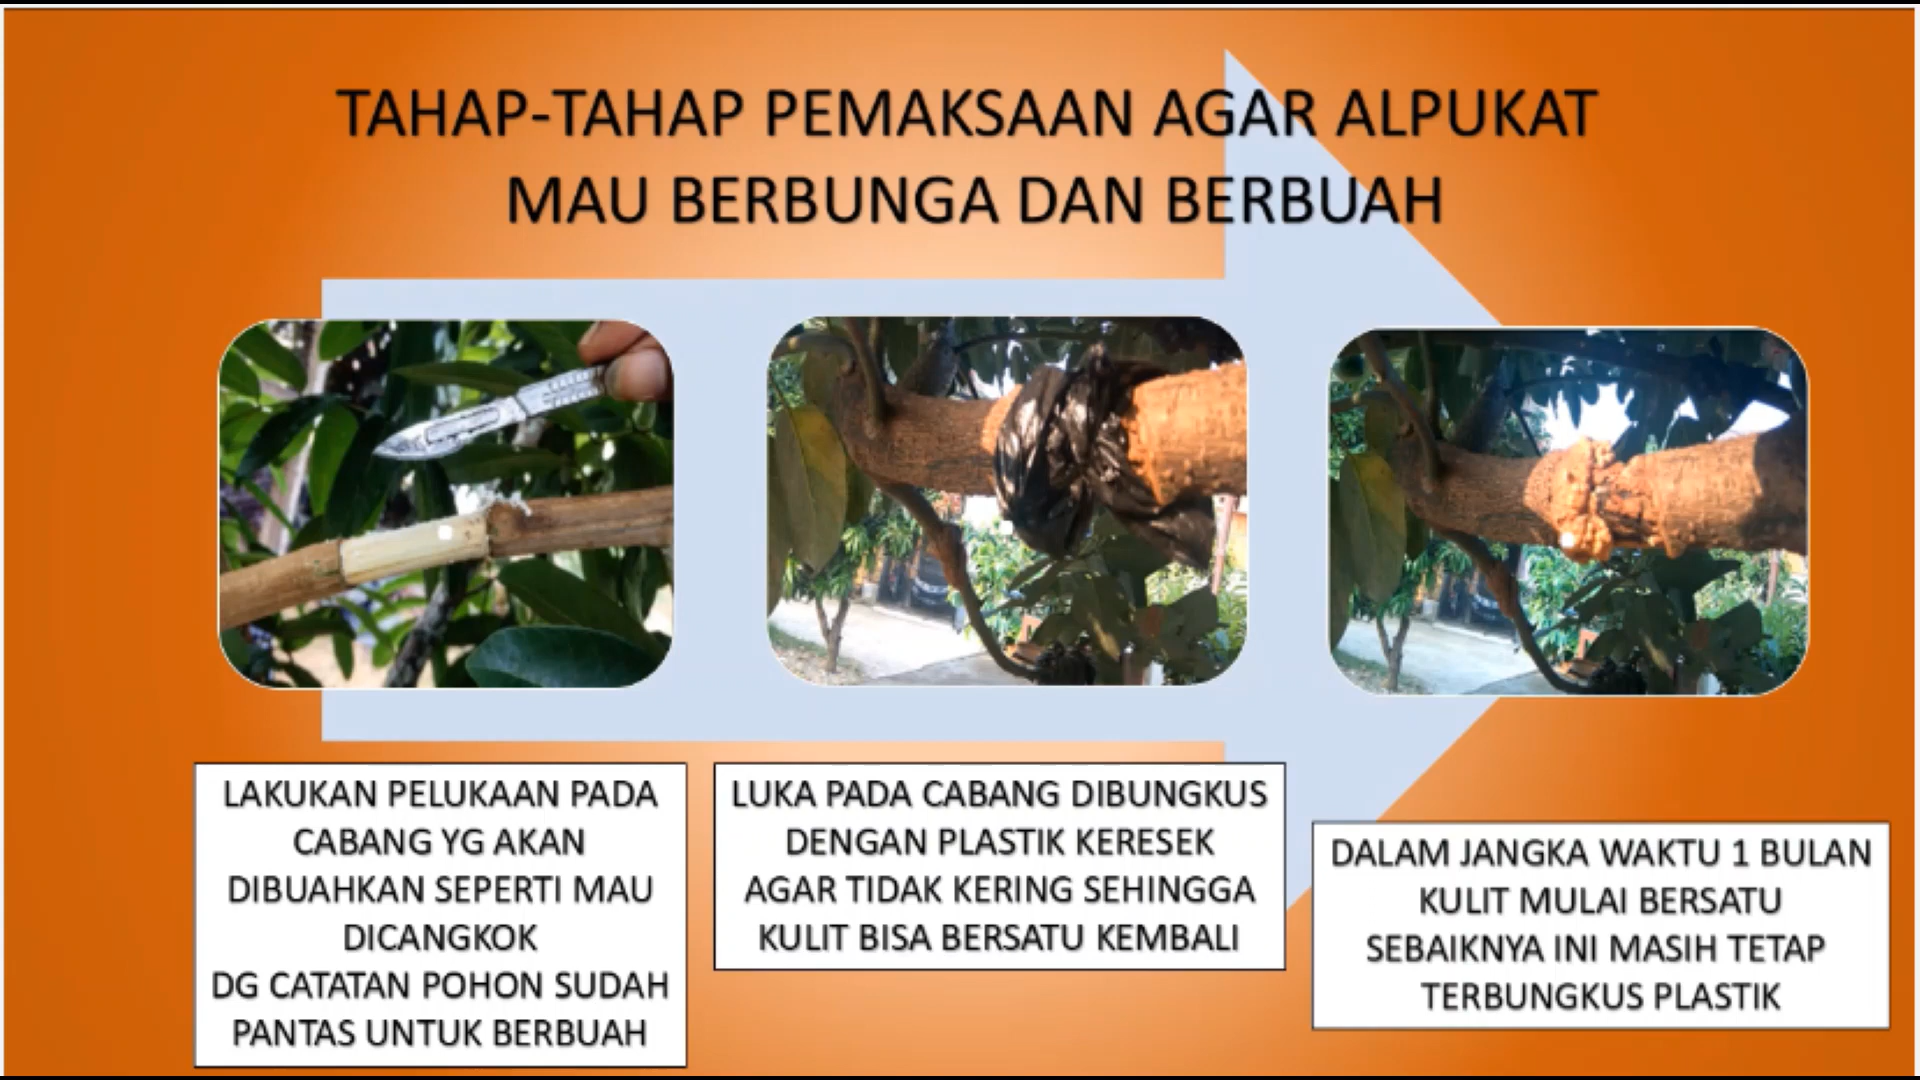 TAHAP-TAHAP PEMAKSAAN AGAR ALPUKAT
MAU BERBUNGA DAN BERBUAH
LAKUKAN PELUKAAN PADA
CABANG YG AKAN
DIBUAHKAN SEPERTI MAU
DICANGKOK
DG CATATAN POHON SUDAH
PANTAS UNTUK BERBUAH
LUKA PADA CABANG DIBUNGKUS
DENGAN PLASTIK KERESEK
AGAR TIDAK KERING SEHINGGA
KULIT BISA BERSATU KEMBALI
DALAM JANGKA WAKTU 1 BULAN
KULIT MULAI BERSATU
SEBAIKNYA INI MASIH TETAP
TERBUNGKUS PLASTIK